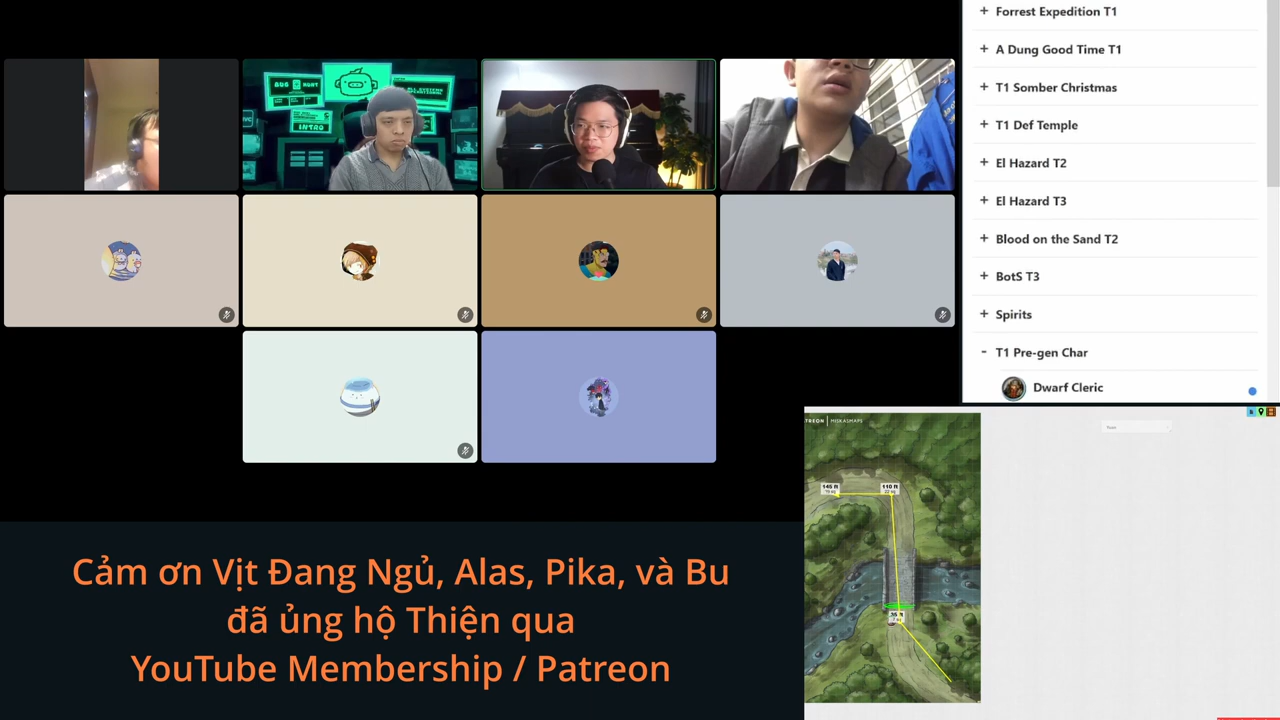 Forrest Expedition T1
A Dung Good Time T1
T1 Somber Christmas
T1 Def Temple
El Hazard T2
El Hazard T3
Blood on the Sand T2
BotS T3
Spirits
T1 Pre-gen Char
Dwarf Cleric
INTRO
145 ft
110 ft
Cảm ơn Vịt Đang Ngủ, Alas, Pika, và Bu
đã ủng hộ Thiện qua
YouTube Membership / Patreon